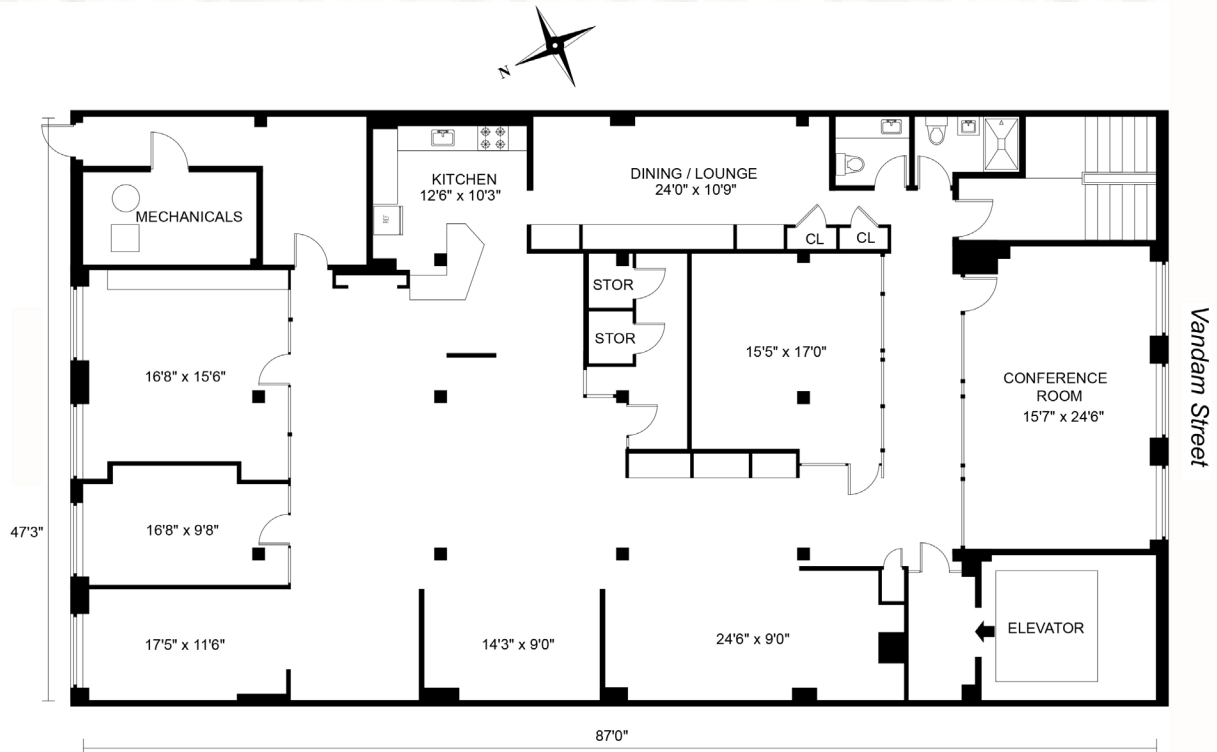 N
KITCHEN
12'6" x 10'3"
DINING / LOUNGE
24'0" x 10'9"
REF
MECHANICALS
CL
CL
STOR
STOR
16'8" x 15'6"
15'5" x 17'0"
CONFERENCE
ROOM
15'7" x 24'6"
Vandam Street
47'3"
16'8" x 9'8"
17'5" x 11'6"
14'3" x 9'0"
24'6" x 9'0"
ELEVATOR
87'0"